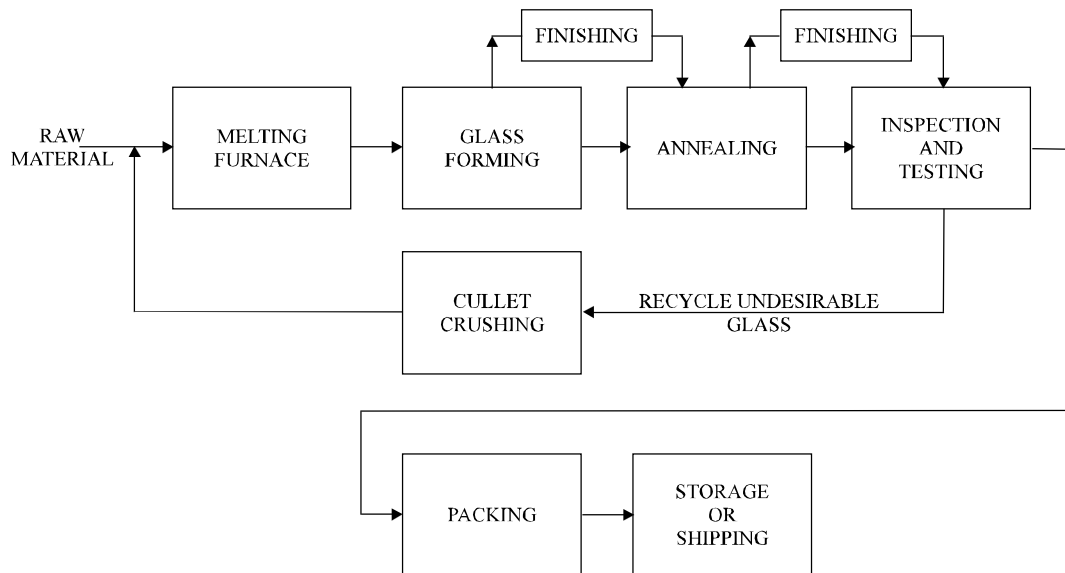 FINISHING
FINISHING
RAW
MATERIAL
MELTING
FURNACE
GLASS
FORMING
ANNEALING
INSPECTION
AND
TESTING
CULLET
CRUSHING
RECYCLE UNDESIRABLE
GLASS
PACKING
STORAGE
OR
SHIPPING